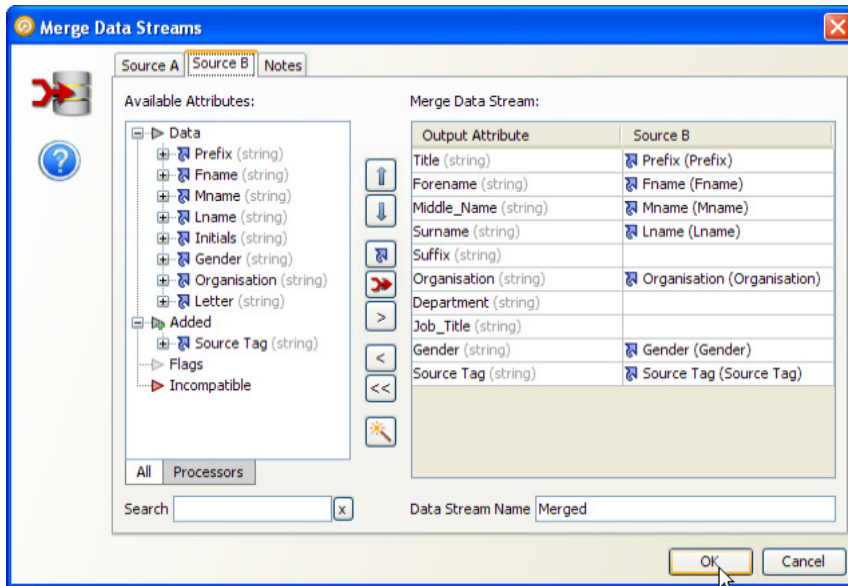 Merge Data Streams
Source A Source B Notes
Available Attributes:
Data
Prefix (string)
Fname (string)
Mname (string)
Lname (string)
Initials (string)
Gender (string)
Organisation (string)
Letter (string)
Added
Source Tag (string)
Flags
Incompatible
All Processors
Search x
> 
<
<<
Merge Data Stream:
Output Attribute Source B
Title (string) Prefix (Prefix)
Forename (string) Fname (Fname)
Middle_Name (string) Mname (Mname)
Surname (string) Lname (Lname)
Suffix (string)
Organisation (string) Organisation (Organisation)
Department (string)
Job_Title (string)
Gender (string) Gender (Gender)
Source Tag (string) Source Tag (Source Tag)
Data Stream Name Merged
OK Cancel